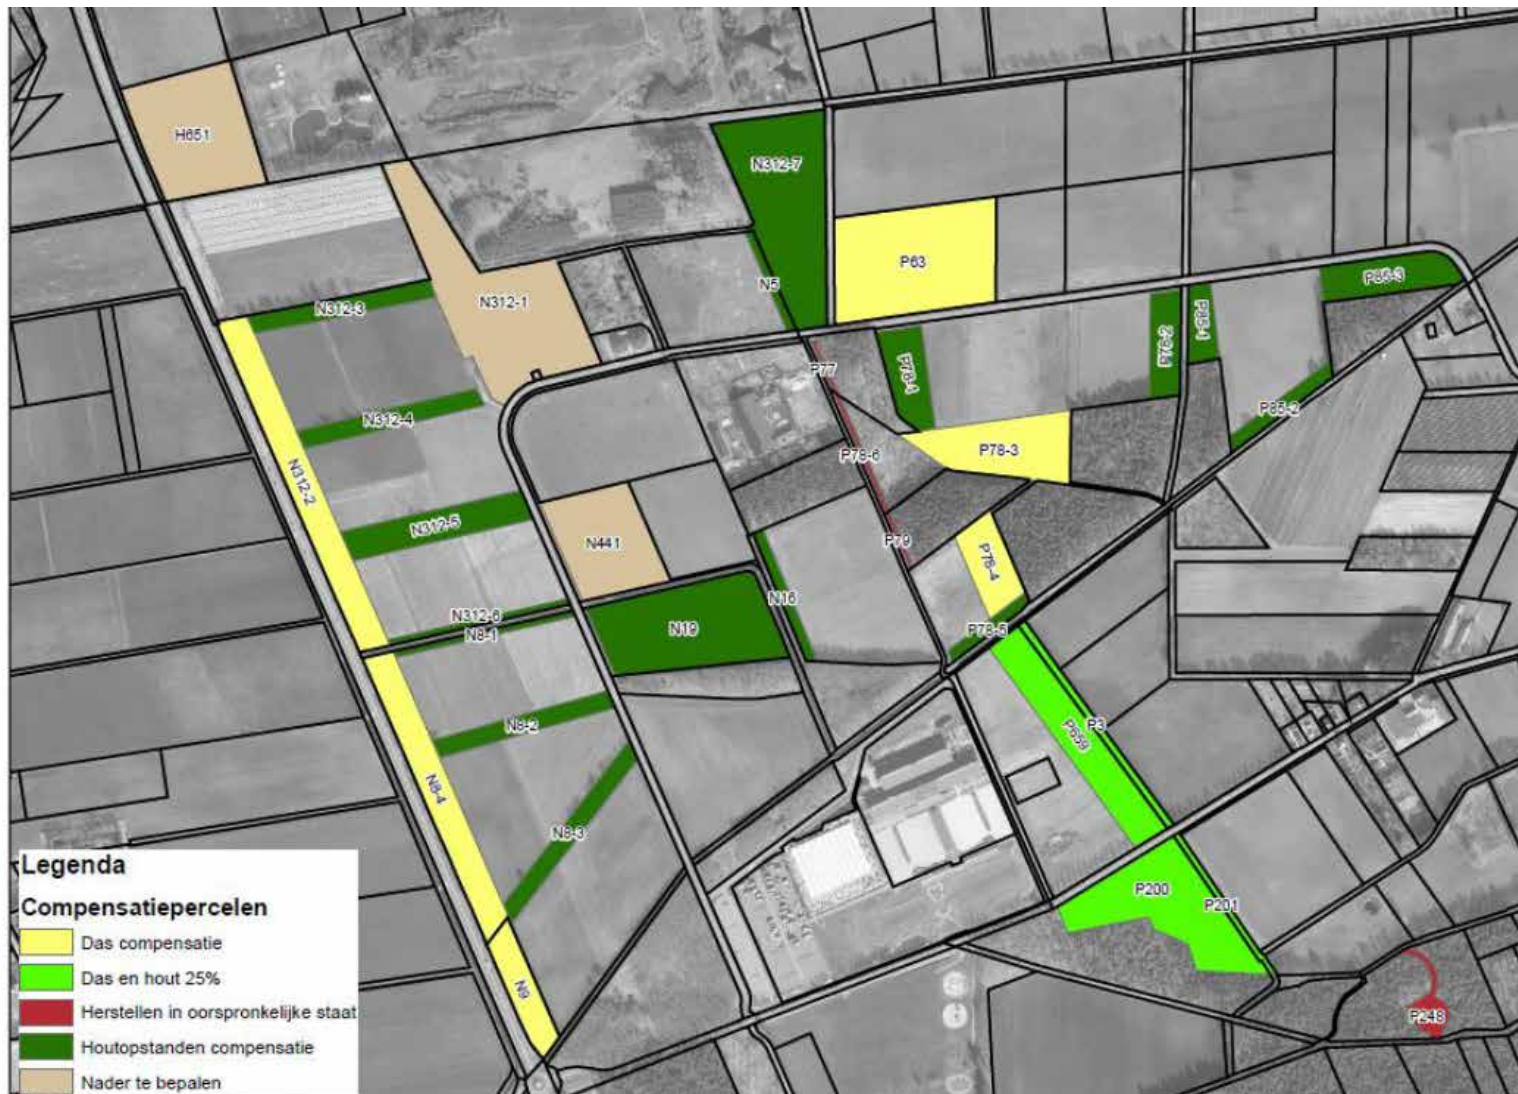 H651
N312-7
P63
N5
P85-3
N312-3
N312-1
P85-1
P78-2
P77
P78-1
N312-4
P85-2
P78-6
P78-3
N312-2
N312-5
N441
P79
P78-4
N312-6
N8-1
N16
N19
P78-5
N8-2
P3
P659
N8-4
N8-3
P200
P201
N9
P248
Legenda
Compensatiepercelen
Das compensatie
Das en hout 25%
Herstellen in oorspronkelijke staat
Houtopstanden compensatie
Nader te bepalen